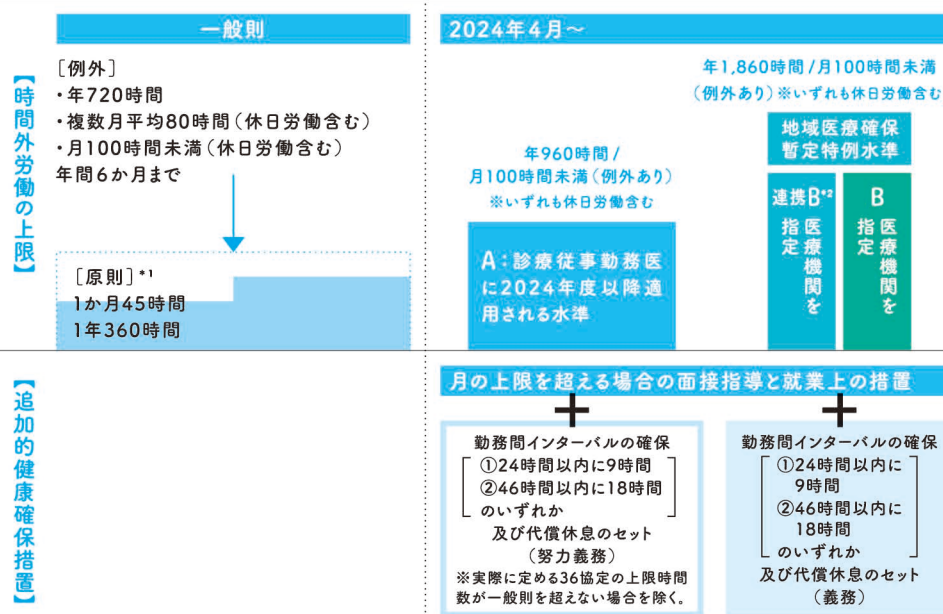 一般則
2024年4月〜
【時間外労働の上限】
［例外］
・年720時間
・複数月平均80時間（休日労働含む）
・月100時間未満（休日労働含む）
年間6か月まで
［原則］*1
1か月45時間
1年360時間
年960時間/
月100時間未満（例外あり）
※いずれも休日労働含む
A：診療従事勤務医
に2024年度以降適
用される水準
年1,860時間/月100時間未満
（例外あり）※いずれも休日労働含む
地域医療確保
暫定特例水準
連携B*2
医療機関を
指定
B
医療機関を
指定
【追加的健康確保措置】
月の上限を超える場合の面接指導と就業上の措置
＋
＋
勤務間インターバルの確保
①24時間以内に9時間
②46時間以内に18時間
のいずれか
及び代償休息のセット
（努力義務）
※実際に定める36協定の上限時間
数が一般則を超えない場合を除く。
勤務間インターバルの確保
①24時間以内に
9時間
②46時間以内に
18時間
のいずれか
及び代償休息のセット
（義務）